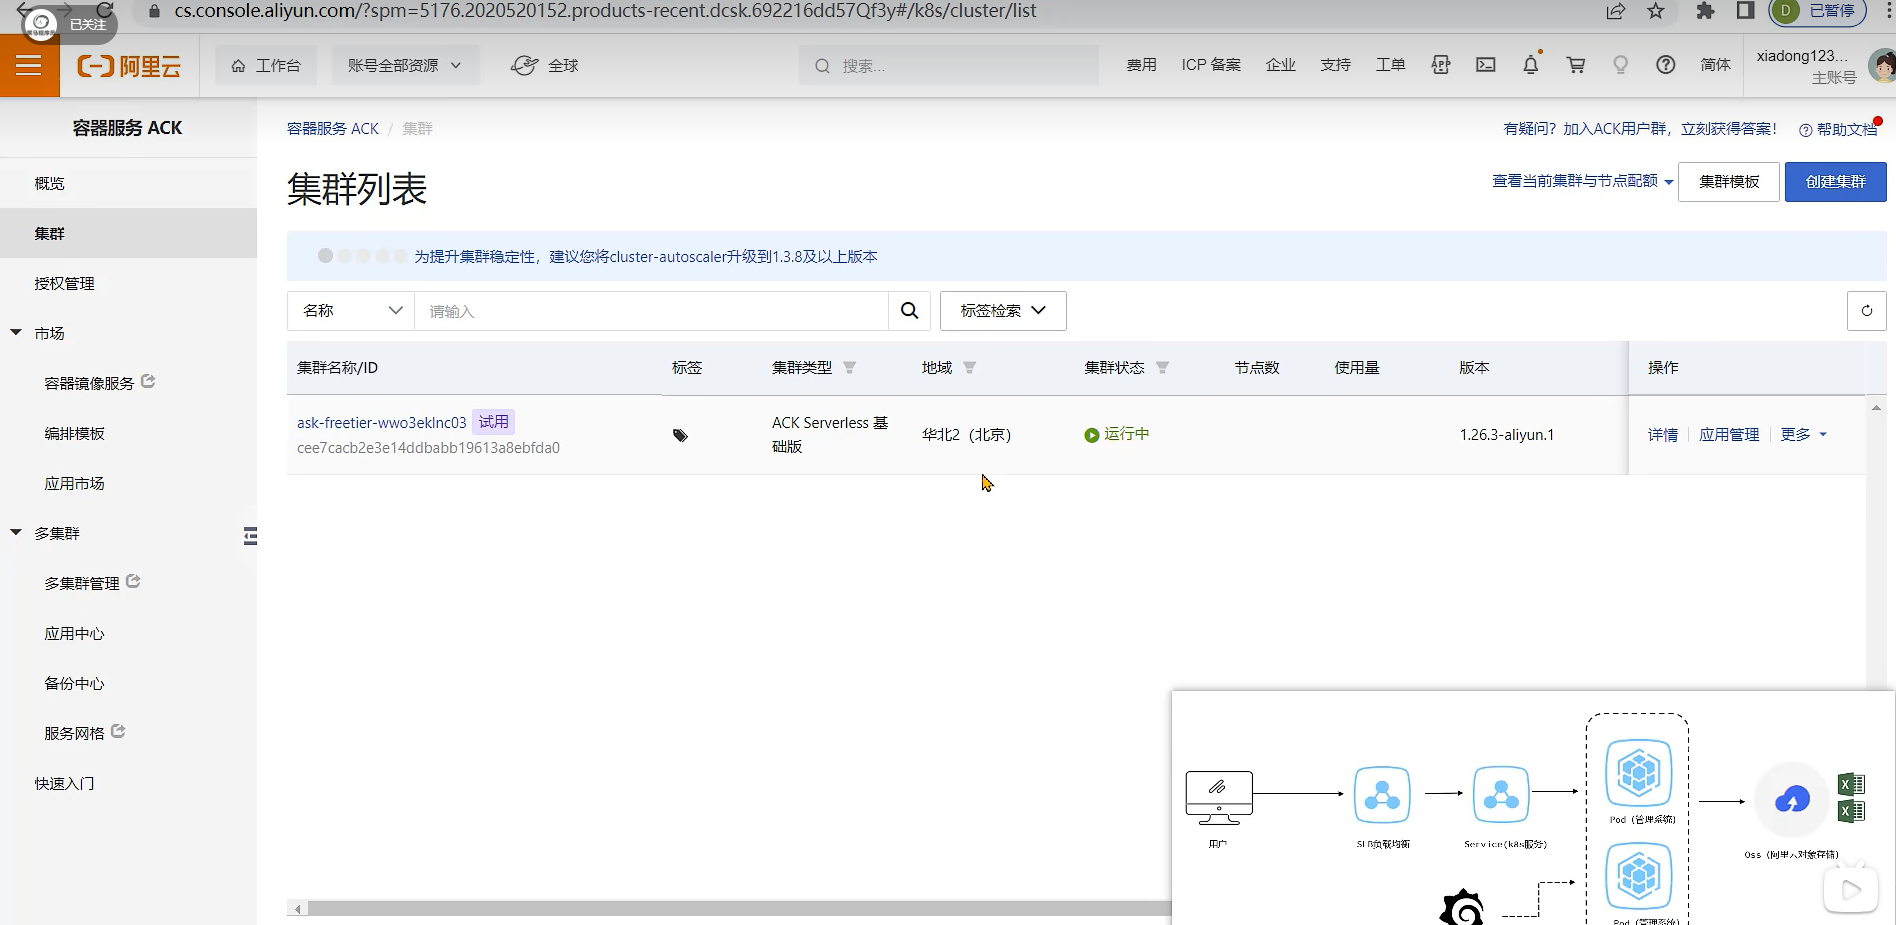 已关注
cs.console.aliyun.com/?spm=5176.2020520152.products-recent.dcsk.692216dd57Qf3y#/k8s/cluster/list
D 已暂停
阿里云
工作台
账号全部资源
全球
搜索...
费用 ICP 备案 企业 支持 工单
简体
xiadong123...
主账号
容器服务 ACK
概览
集群
授权管理
市场
容器镜像服务
编排模板
应用市场
多集群
多集群管理
应用中心
备份中心
服务网格
快速入门
容器服务 ACK / 集群
有疑问？加入ACK用户群，立刻获得答案！
帮助文档
集群列表
查看当前集群与节点配额
集群模板
创建集群
为提升集群稳定性，建议您将cluster-autoscaler升级到1.3.8及以上版本
名称
请输入
标签检索
集群名称/ID 标签 集群类型 地域 集群状态 节点数 使用量 版本 操作
ask-freetier-wwo3eklnc03 试用
cee7cacb2e3e14ddbabb19613a8ebfda0
ACK Serverless 基
础版
华北2（北京）
运行中
1.26.3-aliyun.1
详情 应用管理 更多
用户
SLB负载均衡
Service(k8s服务)
Pod（管理系统）
Oss（阿里云对象存储）
Pod（管理系统）